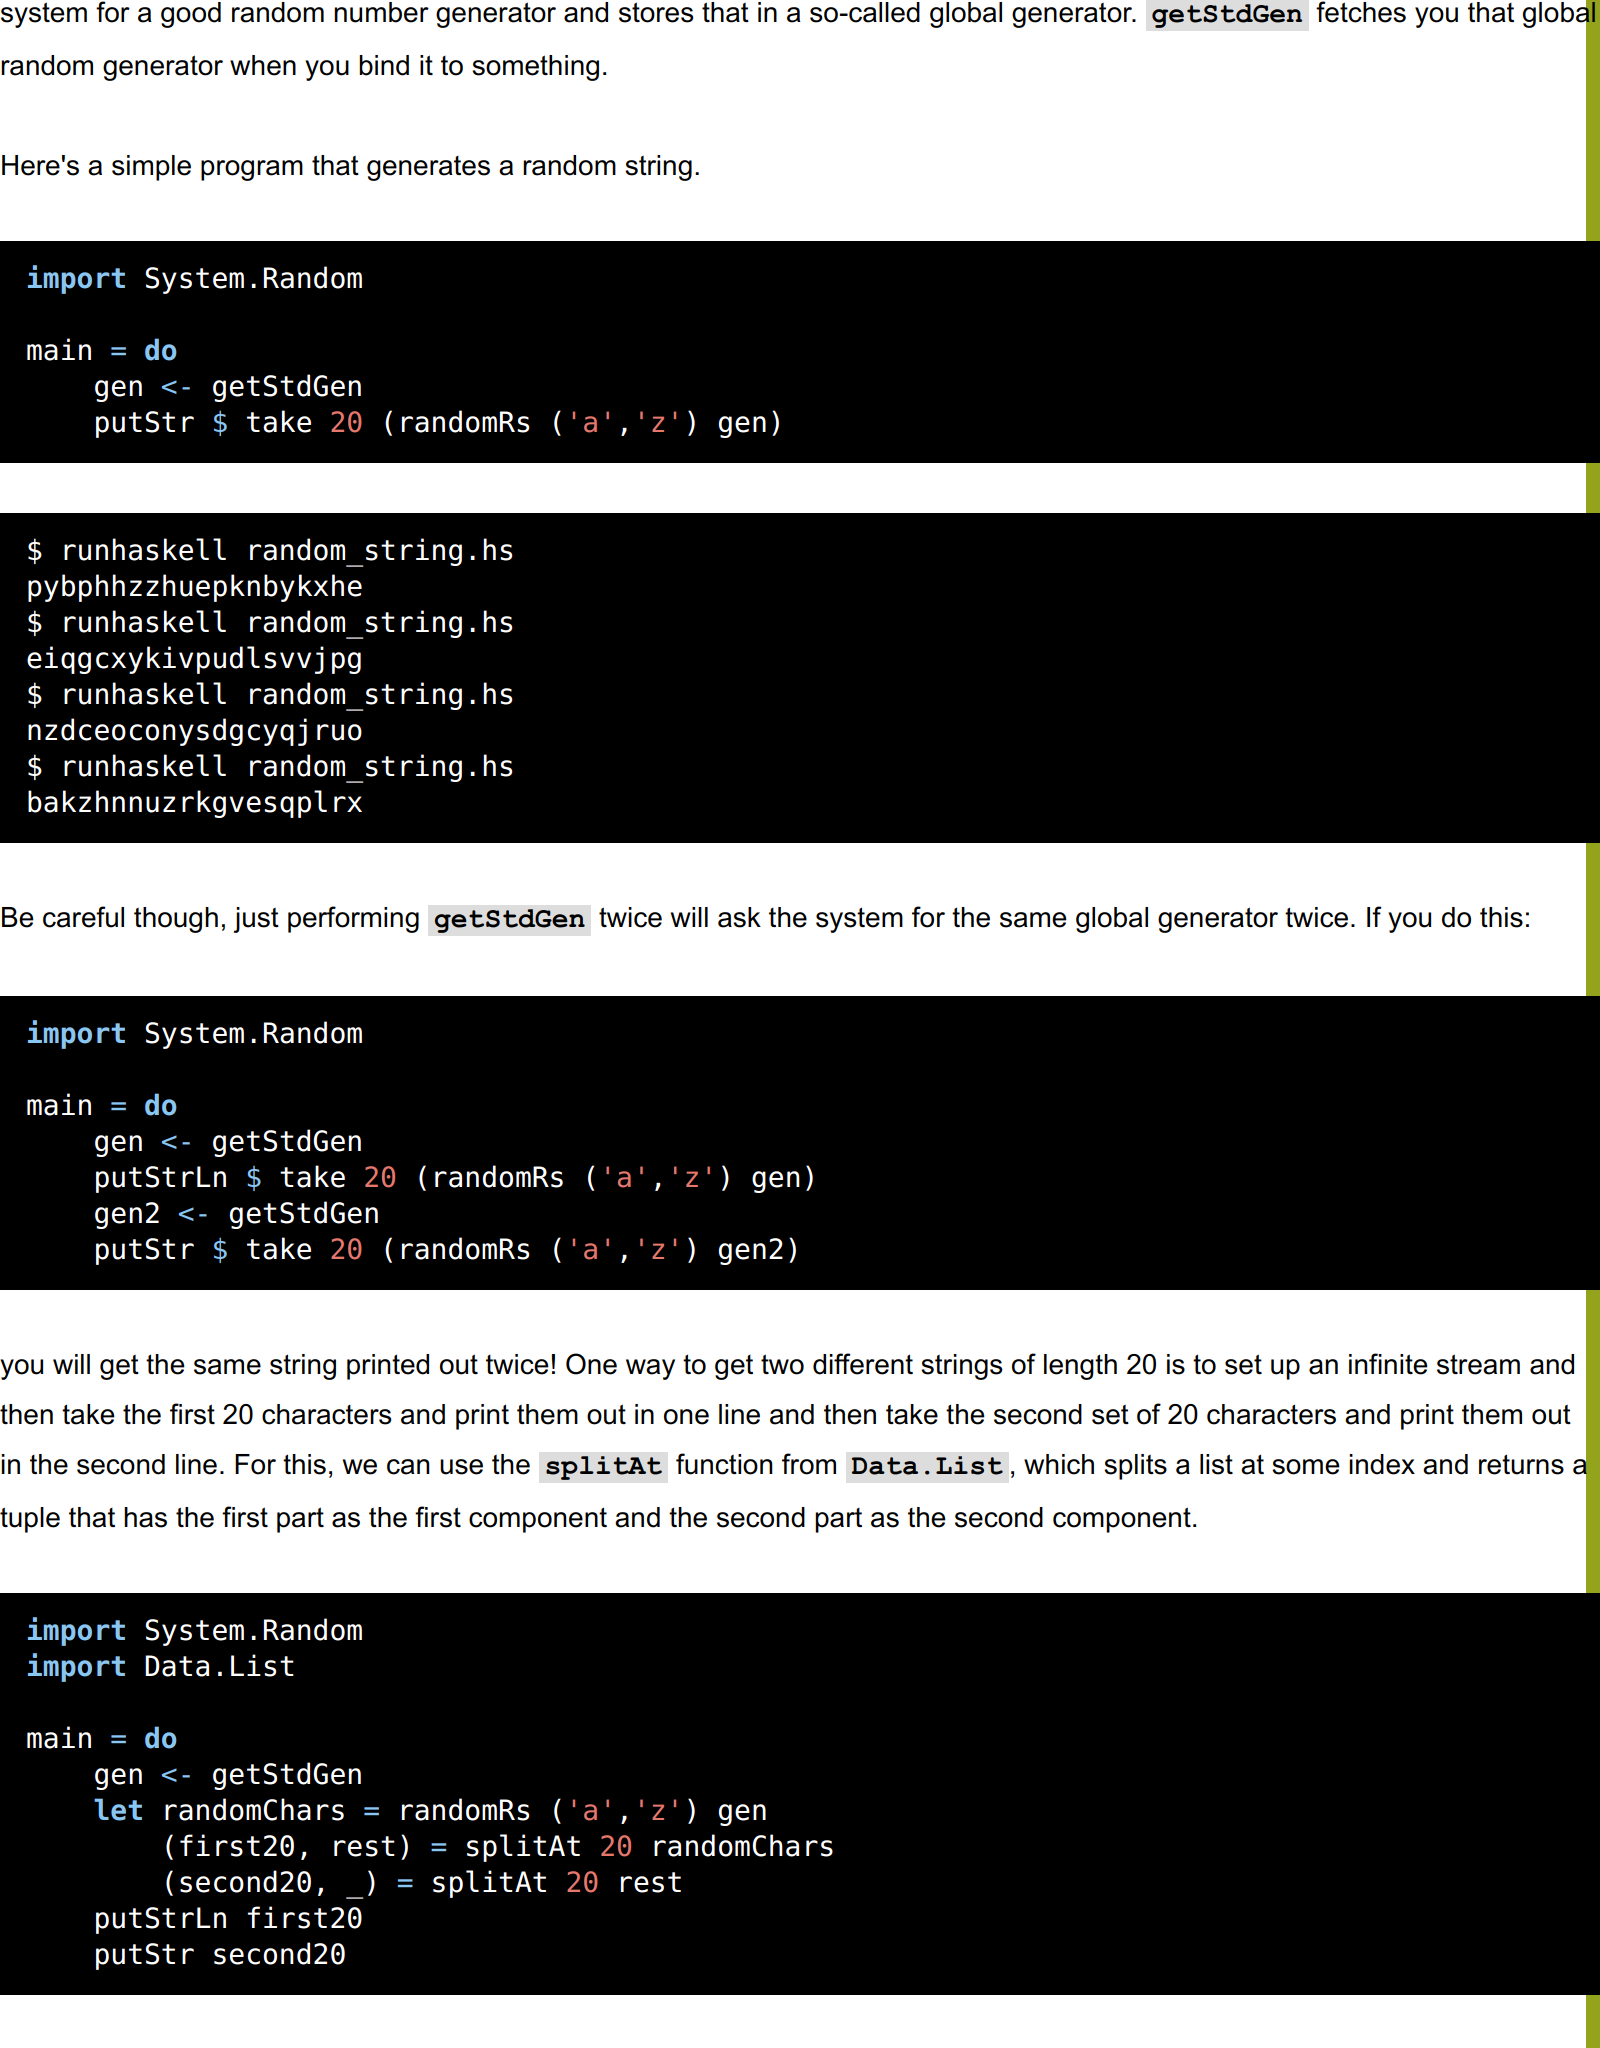 system for a good random number generator and stores that in a so-called global generator. getStdGen fetches you that global
random generator when you bind it to something.
Here's a simple program that generates a random string.
import System.Random
main = do
    gen <- getStdGen
    putStr $ take 20 (randomRs ('a','z') gen)
$ runhaskell random_string.hs
pybphhzzhuepknbykxhe
$ runhaskell random_string.hs
eiqgcxykivpudlsvvjpg
$ runhaskell random_string.hs
nzdceoconysdgcyqjruo
$ runhaskell random_string.hs
bakzhnnuzrkgvesqplrx
Be careful though, just performing getStdGen twice will ask the system for the same global generator twice. If you do this:
import System.Random
main = do
    gen <- getStdGen
    putStrLn $ take 20 (randomRs ('a','z') gen)
    gen2 <- getStdGen
    putStr $ take 20 (randomRs ('a','z') gen2)
you will get the same string printed out twice! One way to get two different strings of length 20 is to set up an infinite stream and
then take the first 20 characters and print them out in one line and then take the second set of 20 characters and print them out
in the second line. For this, we can use the splitAt function from Data.List, which splits a list at some index and returns a
tuple that has the first part as the first component and the second part as the second component.
import System.Random
import Data.List
main = do
    gen <- getStdGen
    let randomChars = randomRs ('a','z') gen
        (first20, rest) = splitAt 20 randomChars
        (second20, _) = splitAt 20 rest
    putStrLn first20
    putStr second20